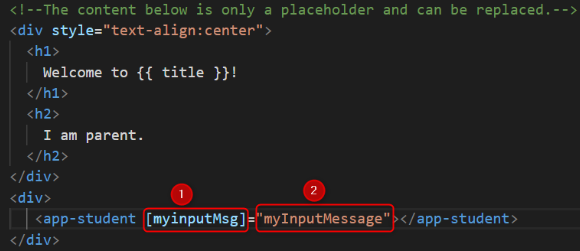 <!--The content below is only a placeholder and can be replaced.-->
<div style="text-align:center">
<h1>
Welcome to {{ title }}!
</h1>
<h2>
I am parent.
</h2>
</div>
1 2
<div>
<app-student [myinputMsg]="myInputMessage"></app-student>
</div>